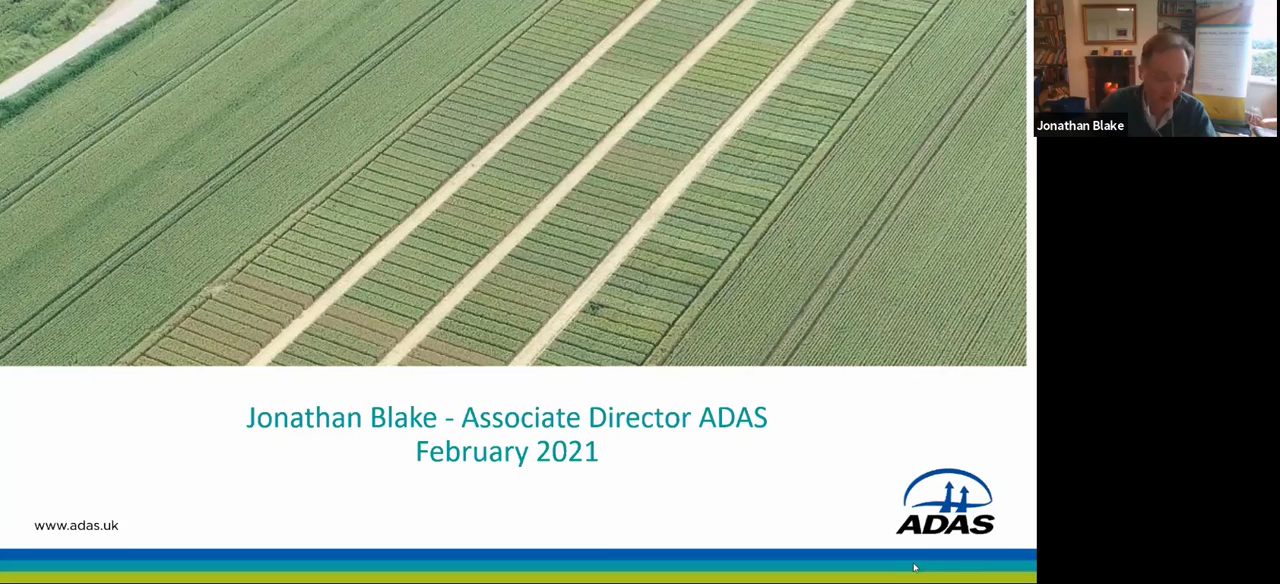 Jonathan Blake
Jonathan Blake - Associate Director ADAS
February 2021
www.adas.uk
ADAS